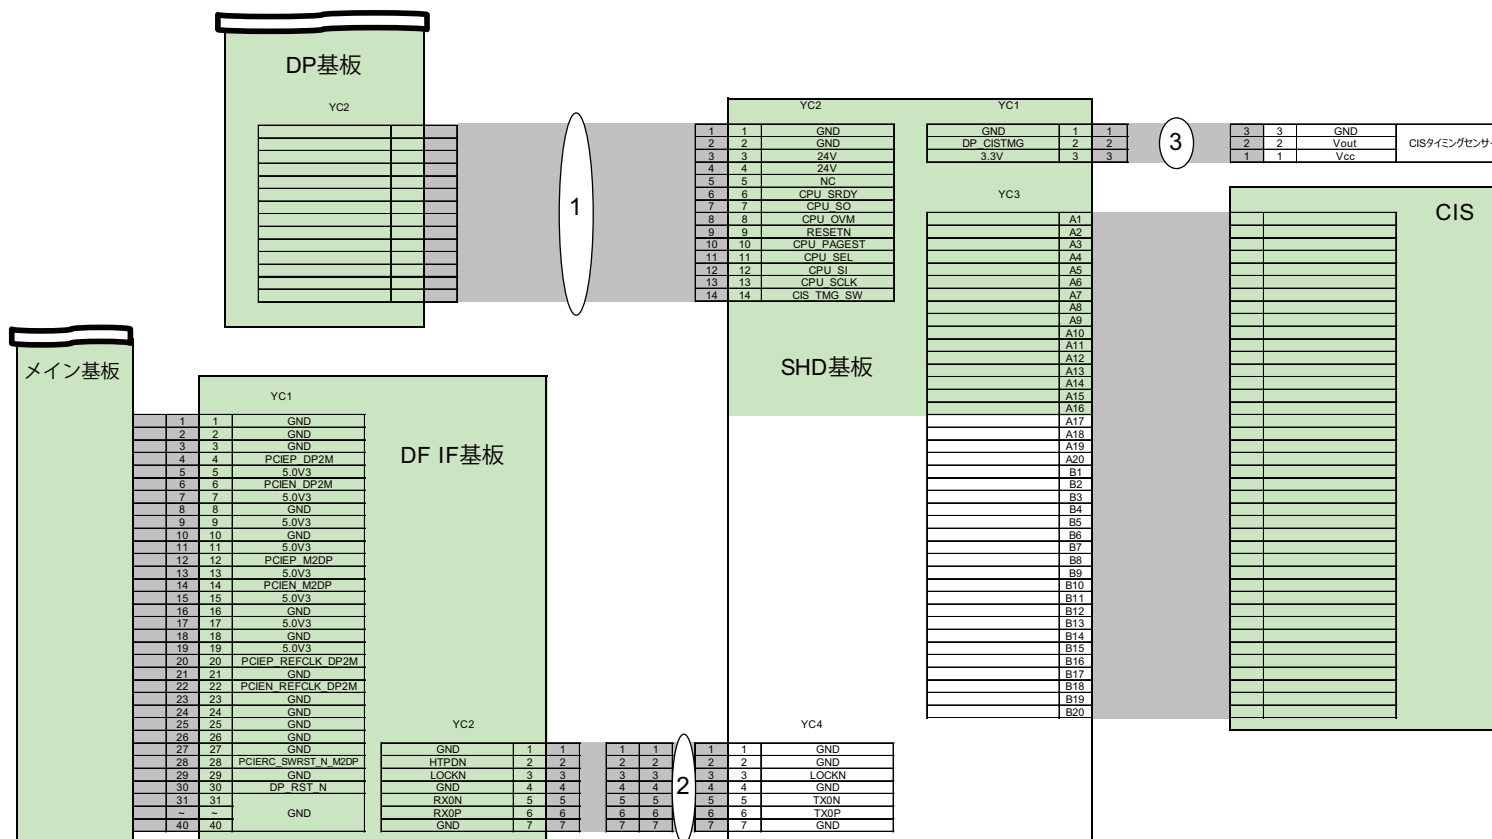 DP基板
YC2
1
YC2
1 1 GND
2 2 GND
3 3 24V
4 4 24V
5 5 NC
6 6 CPU_SRDY
7 7 CPU_SO
8 8 CPU_OVM
9 9 RESETN
10 10 CPU_PAGEST
11 11 CPU_SEL
12 12 CPU_SI
13 13 CPU_SCLK
14 14 CIS_TMG_SW
YC1
GND 1 1
DP_CISTMG 2 2
3.3V 3 3
3
3 3 GND
2 2 Vout
1 1 Vcc
CISタイミングセンサー
SHD基板
YC3
A1
A2
A3
A4
A5
A6
A7
A8
A9
A10
A11
A12
A13
A14
A15
A16
A17
A18
A19
A20
B1
B2
B3
B4
B5
B6
B7
B8
B9
B10
B11
B12
B13
B14
B15
B16
B17
B18
B19
B20
CIS
メイン基板
DF IF基板
YC1
1 1 GND
2 2 GND
3 3 GND
4 4 PCIEP_DP2M
5 5 5.0V3
6 6 PCIEN_DP2M
7 7 5.0V3
8 8 GND
9 9 5.0V3
10 10 GND
11 11 5.0V3
12 12 PCIEP_M2DP
13 13 5.0V3
14 14 PCIEN_M2DP
15 15 5.0V3
16 16 GND
17 17 5.0V3
18 18 GND
19 19 5.0V3
20 20 PCIEP_REFCLK_DP2M
21 21 GND
22 22 PCIEN_REFCLK_DP2M
23 23 GND
24 24 GND
25 25 GND
26 26 GND
27 27 GND
28 28 PCIERC_SWRST_N_M2DP
29 29 GND
30 30 DP_RST_N
31 31
~ ~ GND
40 40
YC2
GND 1 1 1 1
HTPDN 2 2 2 2
LOCKN 3 3 3 3
GND 4 4 4 4
RX0N 5 5 5 5
RX0P 6 6 6 6
GND 7 7 7 7
2
YC4
1 1 GND
2 2 GND
3 3 LOCKN
4 4 GND
5 5 TX0N
6 6 TX0P
7 7 GND